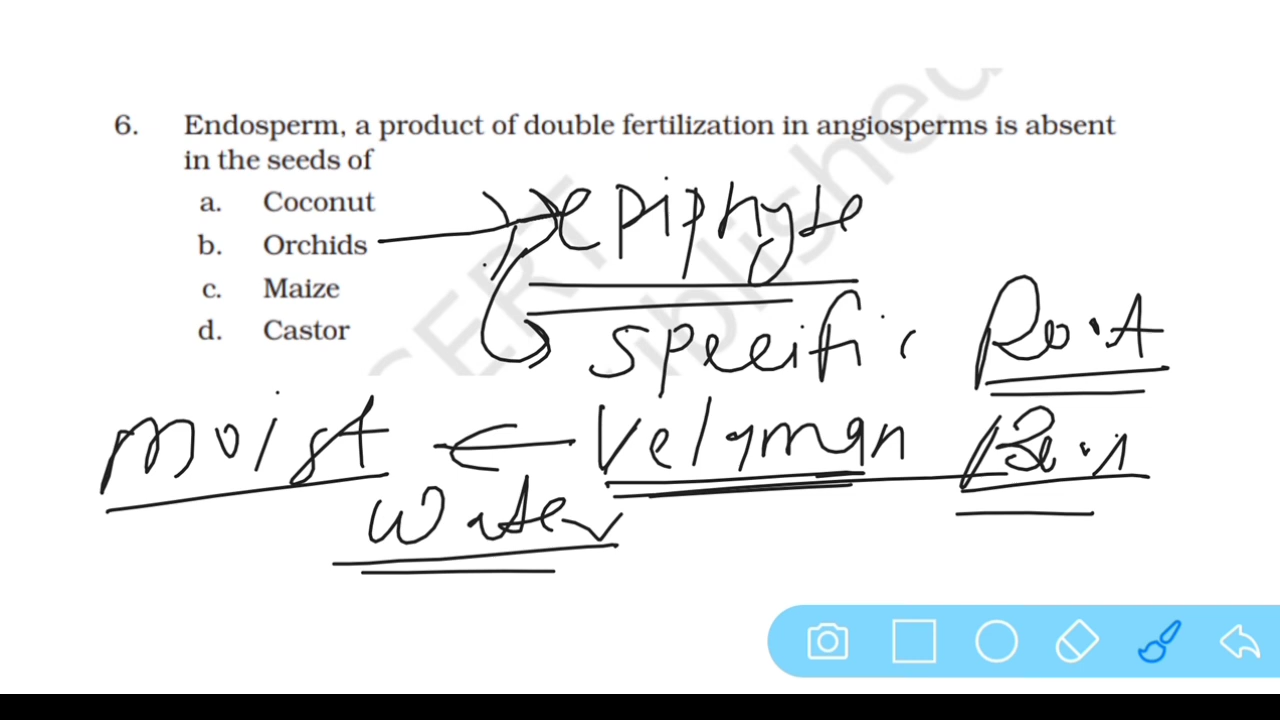 6. Endosperm, a product of double fertilization in angiosperms is absent
in the seeds of
a. Coconut
b. Orchids
c. Maize
d. Castor
epiphyte
specific Root
moist Velamen Root
water